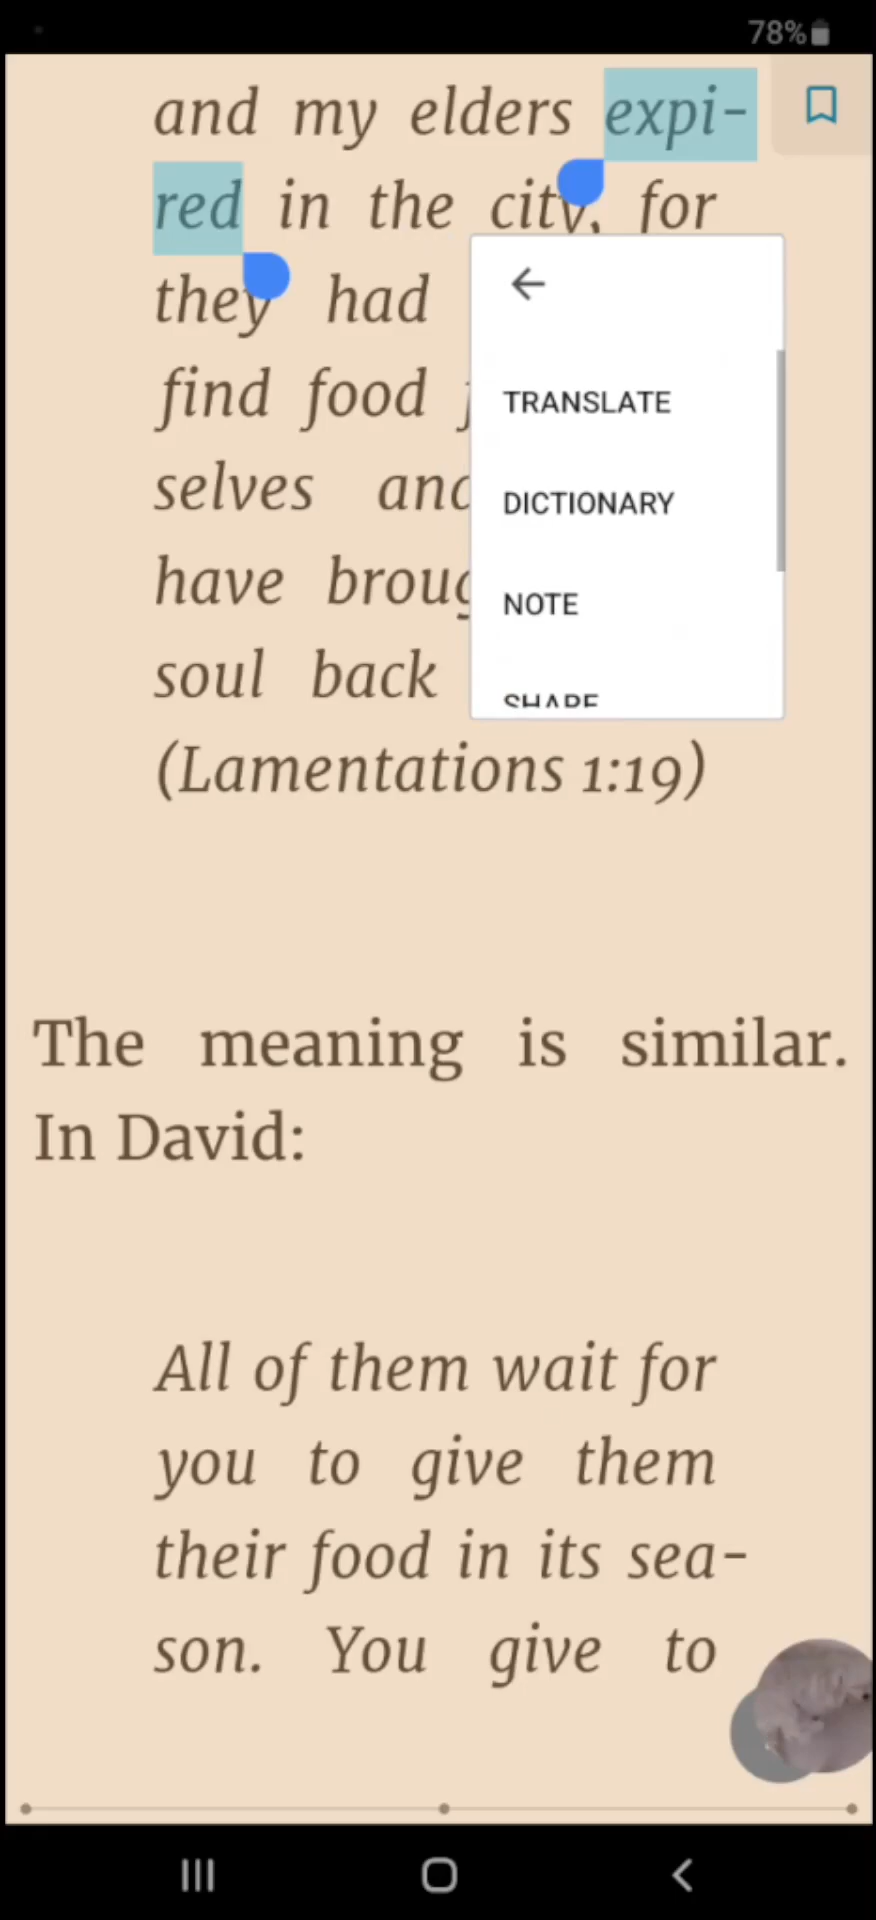 78%
and my elders expi-
red in the city, for
they had
find food
selves
have
soul back
(Lamentations 1:19)
TRANSLATE
DICTIONARY
NOTE
SHARE
The meaning is similar.
In David:
All of them wait for
you to give them
their food in its sea-
son. You give to